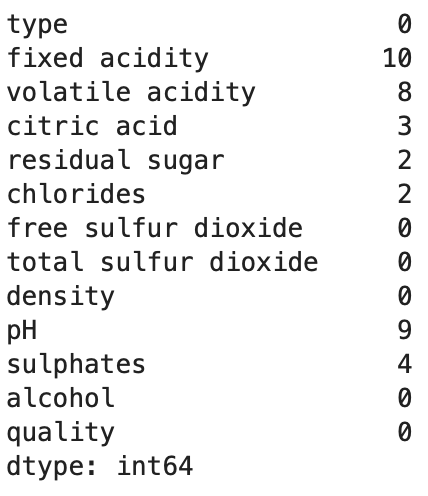 type 0
fixed acidity 10
volatile acidity 8
citric acid 3
residual sugar 2
chlorides 2
free sulfur dioxide 0
total sulfur dioxide 0
density 0
pH 9
sulphates 4
alcohol 0
quality 0
dtype: int64